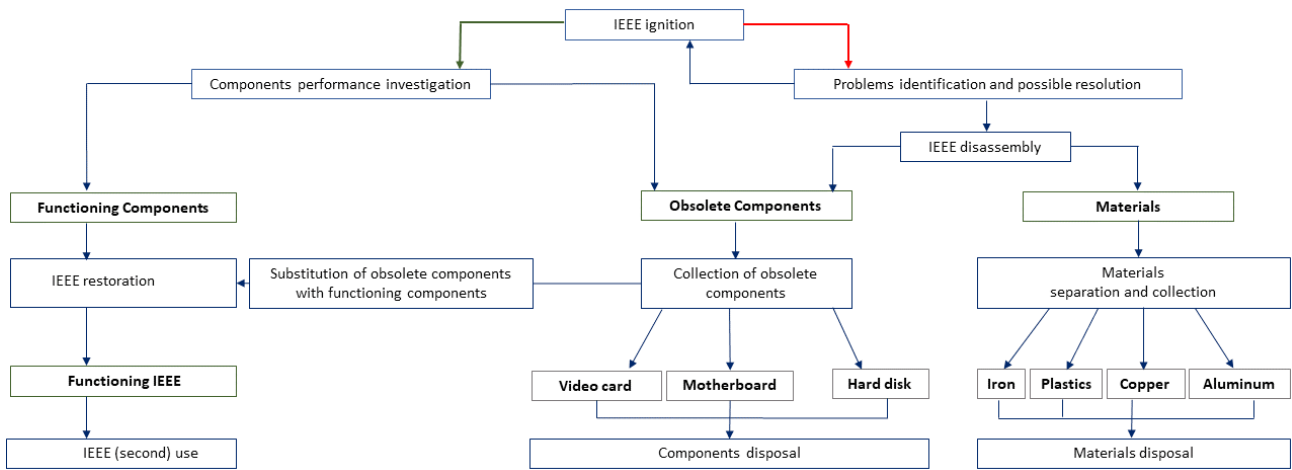 IEEE ignition
Components performance investigation
Problems identification and possible resolution
IEEE disassembly
Functioning Components
Obsolete Components
Materials
IEEE restoration
Substitution of obsolete components
with functioning components
Collection of obsolete
components
Materials
separation and collection
Functioning IEEE
Video card
Motherboard
Hard disk
Iron
Plastics
Copper
Aluminum
IEEE (second) use
Components disposal
Materials disposal